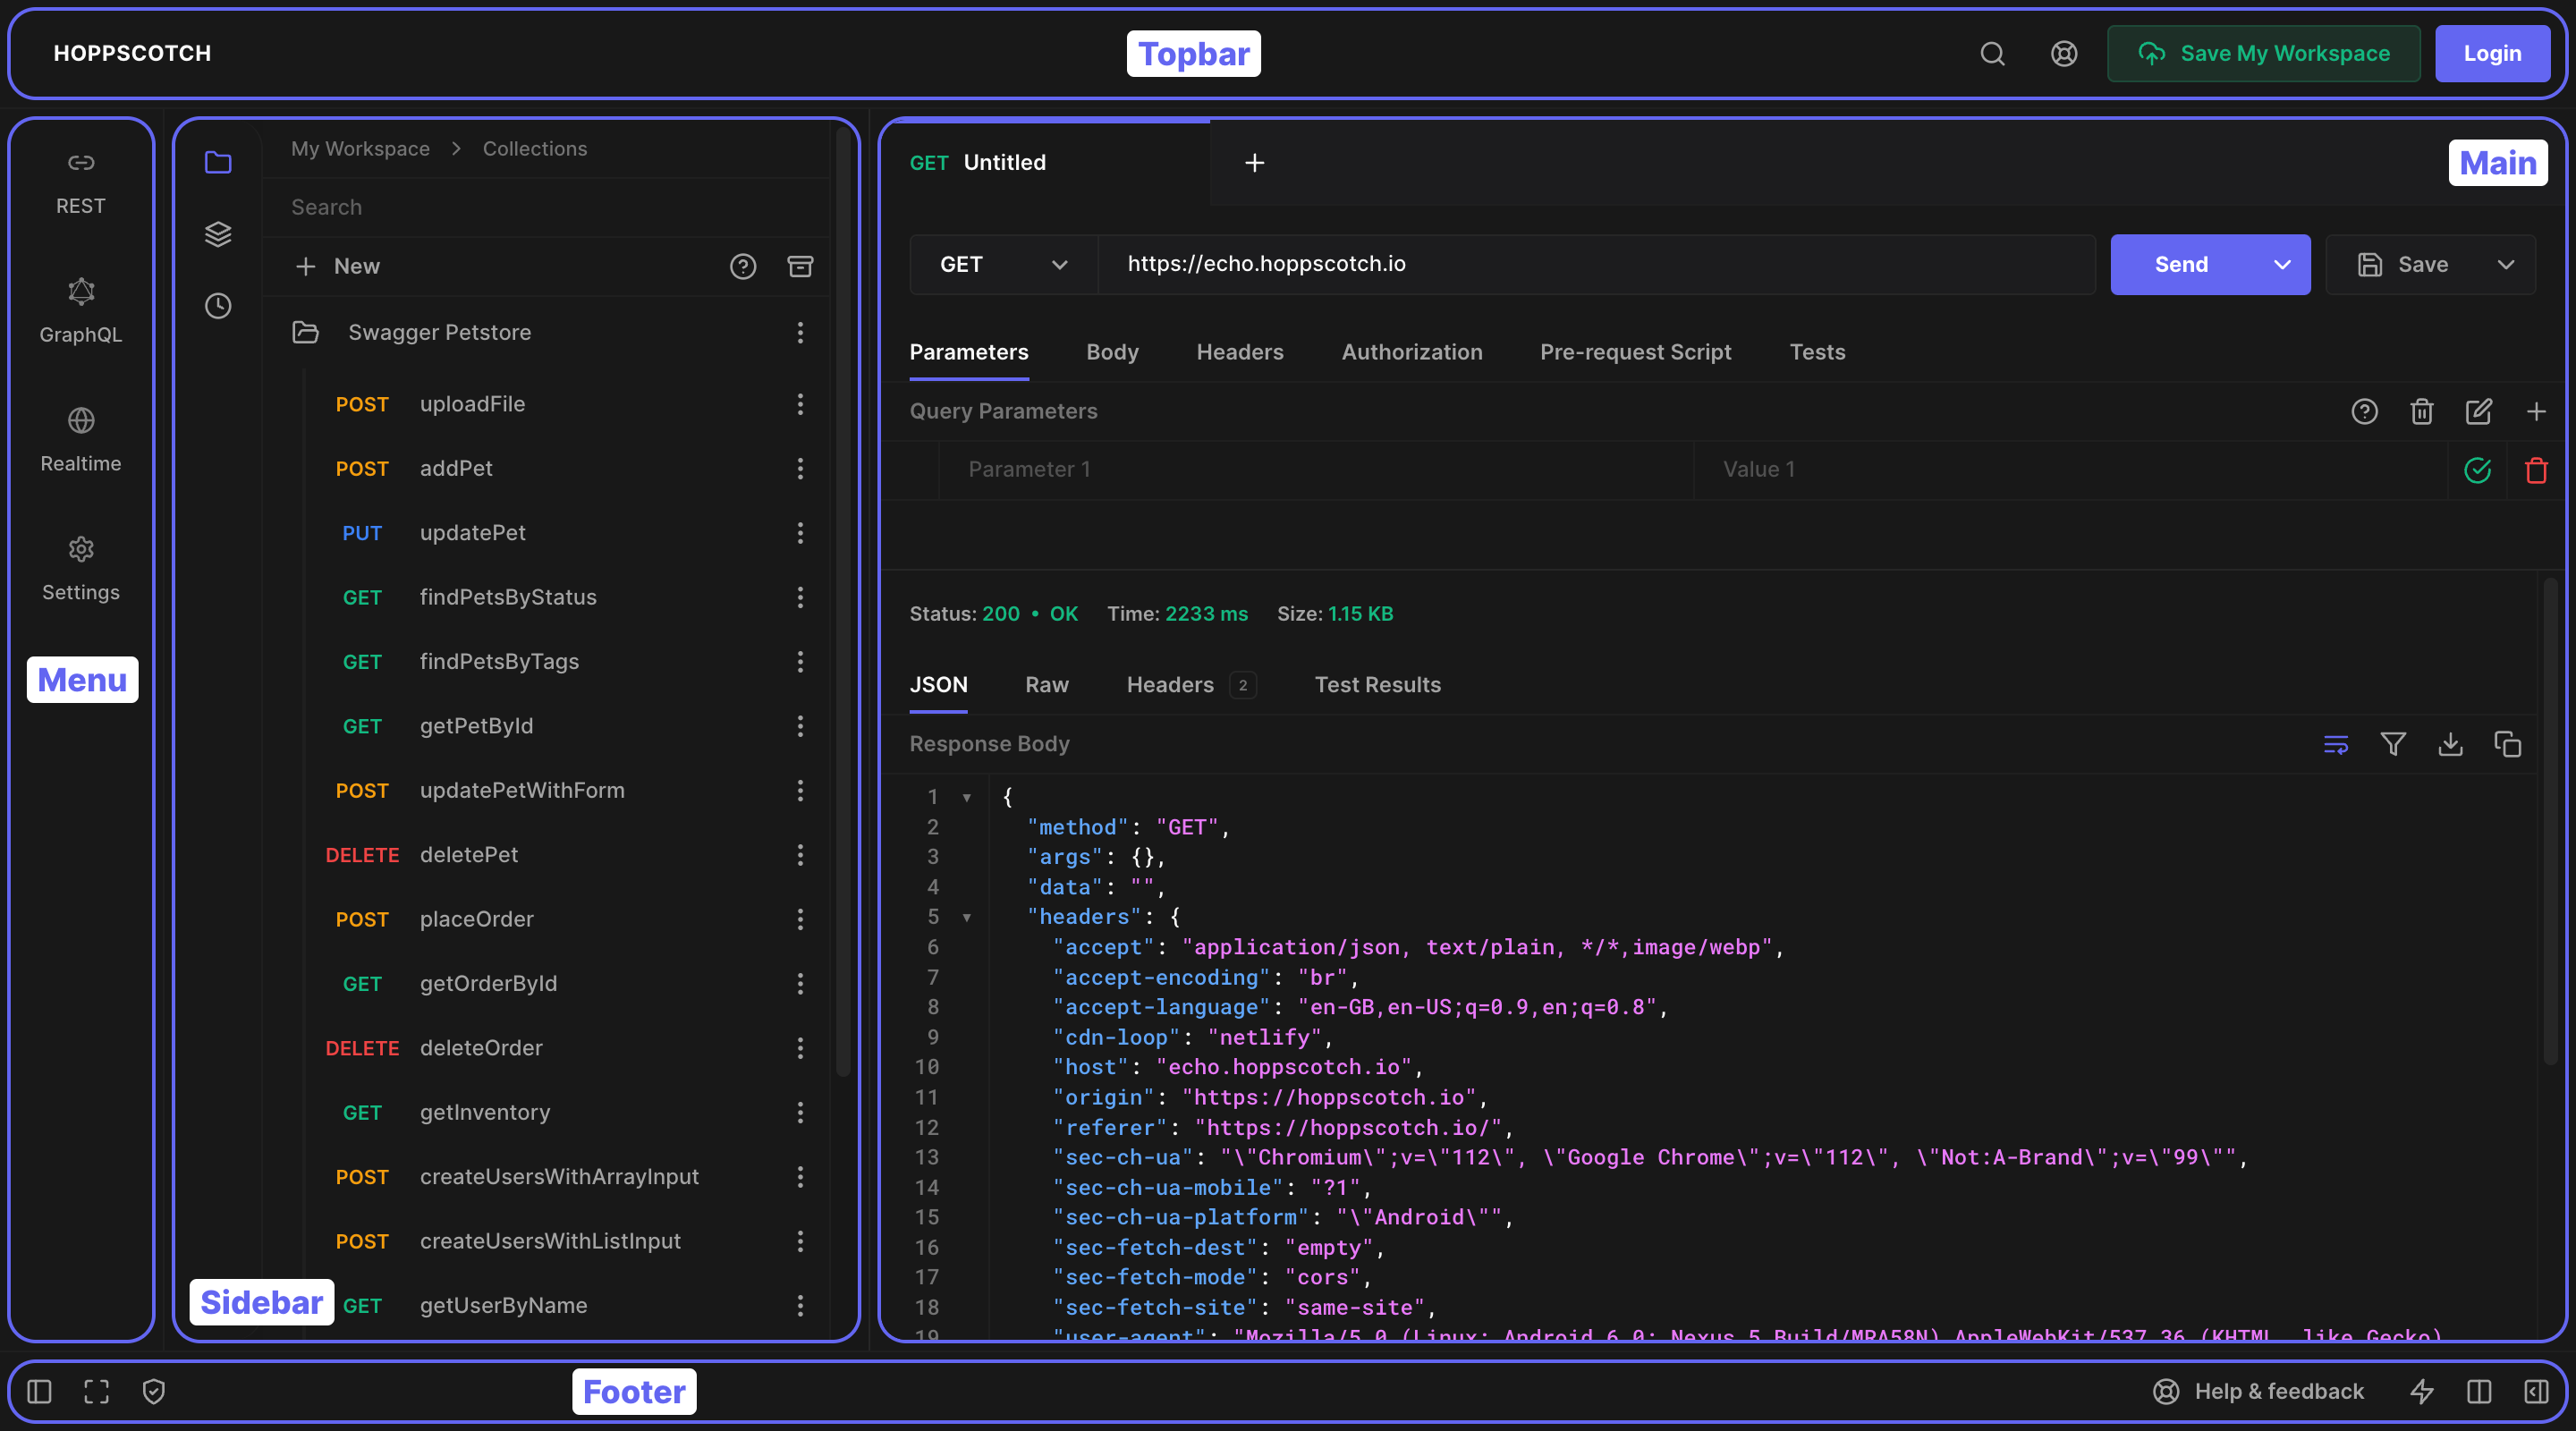 HOPPSCOTCH
Topbar
Save My Workspace
Login
REST
GraphQL
Realtime
Settings
Menu
My Workspace > Collections
Search
+ New
Swagger Petstore
POST uploadFile
POST addPet
PUT updatePet
GET findPetsByStatus
GET findPetsByTags
GET getPetById
POST updatePetWithForm
DELETE deletePet
POST placeOrder
GET getOrderById
DELETE deleteOrder
GET getInventory
POST createUsersWithArrayInput
POST createUsersWithListInput
Sidebar
GET getUserByName
GET Untitled
+
Main
GET
https://echo.hoppscotch.io
Send
Save
Parameters Body Headers Authorization Pre-request Script Tests
Query Parameters
Parameter 1 Value 1
Status: 200 • OK Time: 2233 ms Size: 1.15 KB
JSON Raw Headers 2 Test Results
Response Body
1 {
2 "method": "GET",
3 "args": {},
4 "data": "",
5 "headers": {
6 "accept": "application/json, text/plain, */*,image/webp",
7 "accept-encoding": "br",
8 "accept-language": "en-GB,en-US;q=0.9,en;q=0.8",
9 "cdn-loop": "netlify",
10 "host": "echo.hoppscotch.io",
11 "origin": "https://hoppscotch.io",
12 "referer": "https://hoppscotch.io/",
13 "sec-ch-ua": "\"Chromium\";v=\"112\", \"Google Chrome\";v=\"112\", \"Not:A-Brand\";v=\"99\"",
14 "sec-ch-ua-mobile": "?1",
15 "sec-ch-ua-platform": "\"Android\"",
16 "sec-fetch-dest": "empty",
17 "sec-fetch-mode": "cors",
18 "sec-fetch-site": "same-site",
19 "user-agent": "Mozilla/5.0 (Linux; Android 6.0; Nexus 5 Build/MRA58N) AppleWebKit/537.36 (KHTML, like Gecko)
Footer
Help & feedback